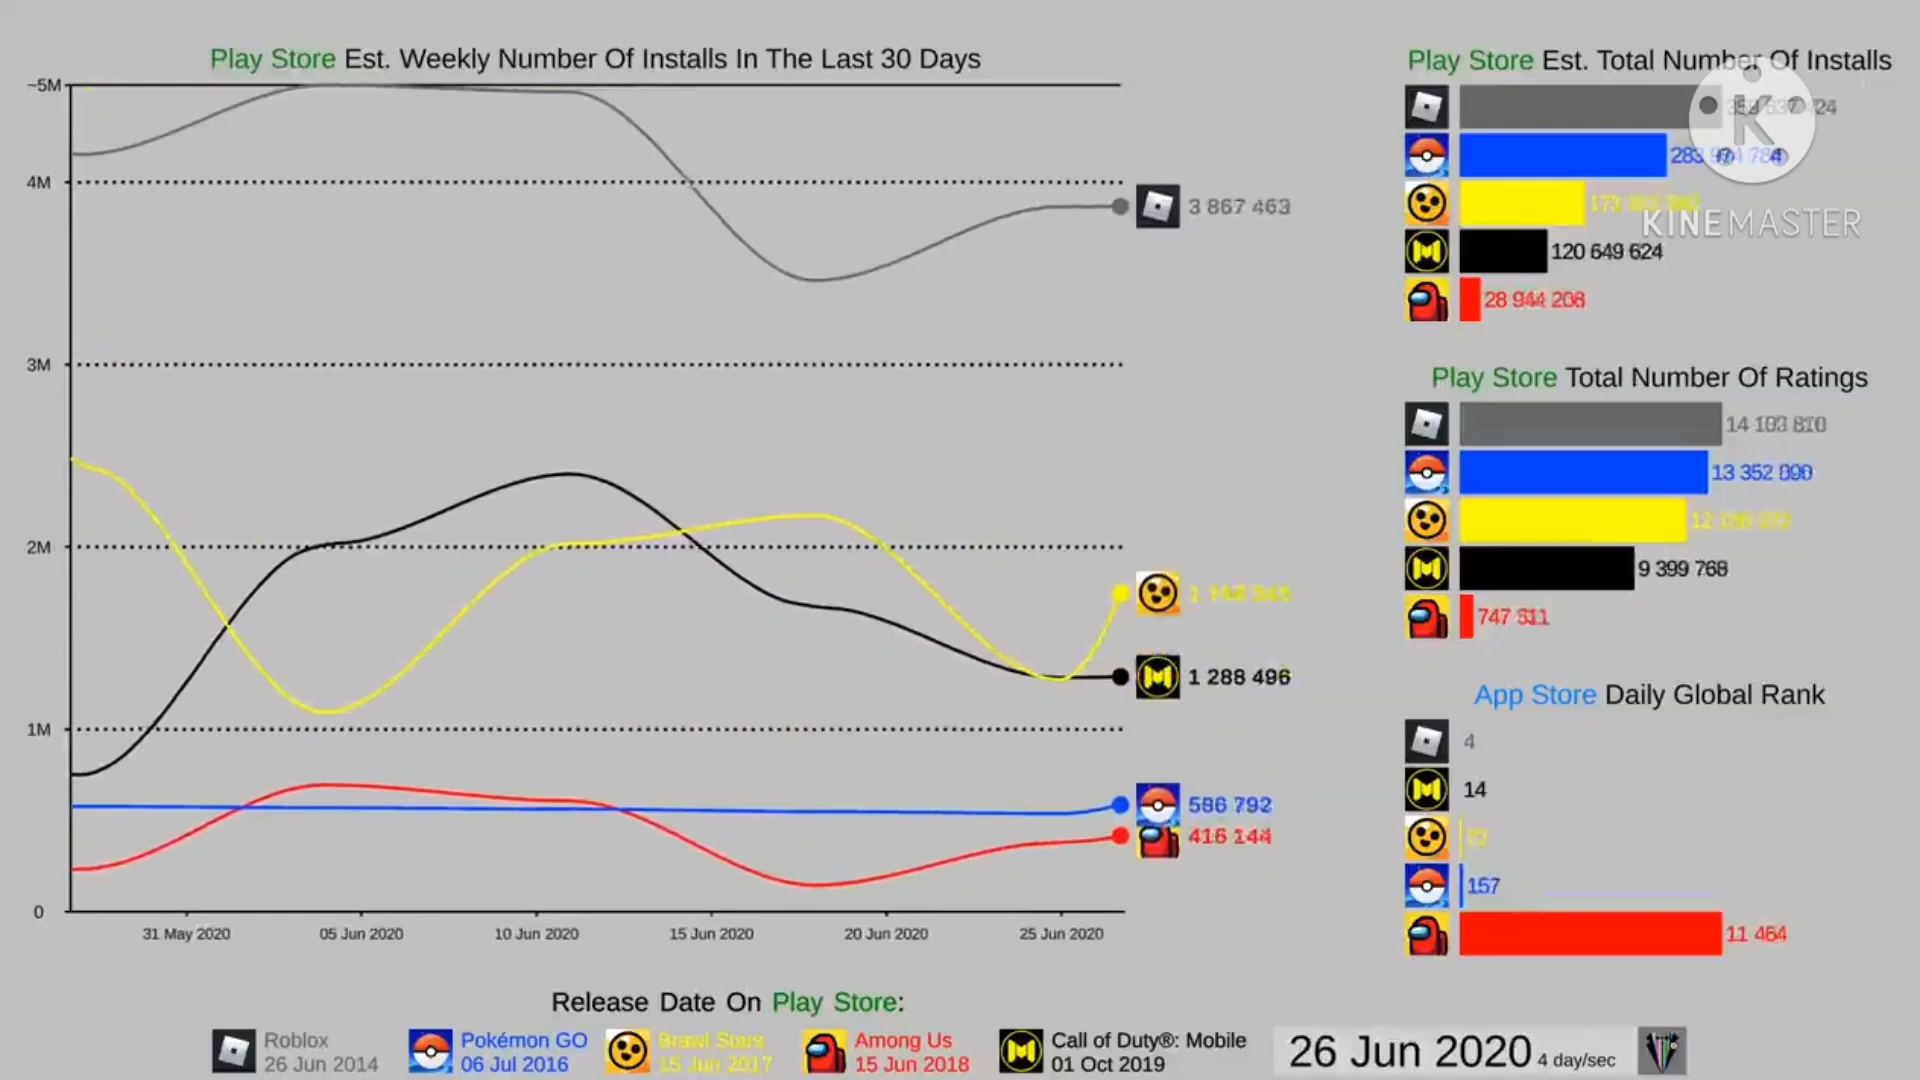 Play Store Est. Weekly Number Of Installs In The Last 30 Days
~5M
4M
3M
2M
1M
0
31 May 2020
05 Jun 2020
10 Jun 2020
15 Jun 2020
20 Jun 2020
25 Jun 2020
3 867 463
1 288 496
586 792
416 144
Play Store Est. Total Number Of Installs
120 649 624
28 944 208
KINEMASTER
Play Store Total Number Of Ratings
14 103 810
13 352
9 399 768
747
App Store Daily Global Rank
4
14
157
11 464
Release Date On Play Store:
Roblox
26 Jun 2014
Pokémon GO
06 Jul 2016
Brawl Stars
15 Jun 2017
Among Us
15 Jun 2018
Call of Duty®: Mobile
01 Oct 2019
26 Jun 2020 4 day/sec